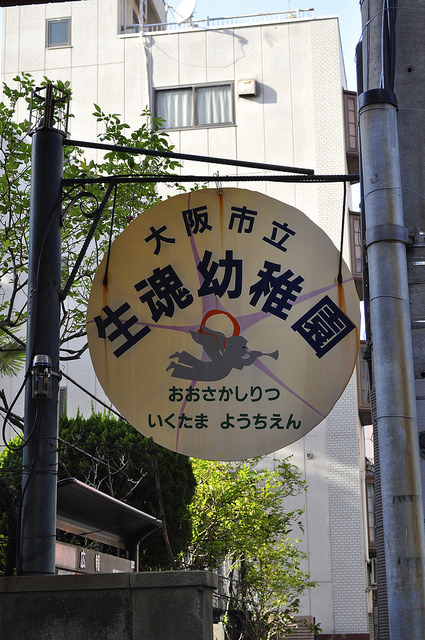 大阪市立
生魂幼稚園
おおさかしりつ
いくたま ようちえん